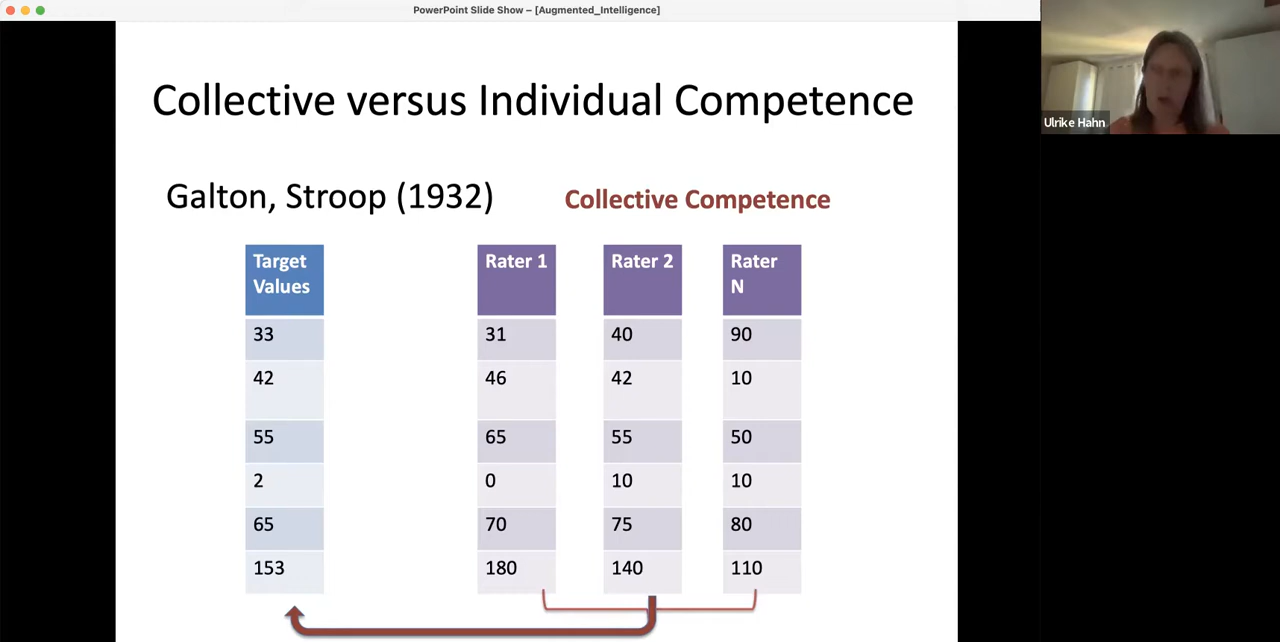 PowerPoint Slide Show – [Augmented_Intelligence]
Ulrike Hahn
Collective versus Individual Competence
Galton, Stroop (1932)
Collective Competence
Target
Values
Rater 1
Rater 2
Rater
N
33
31
40
90
42
46
42
10
55
65
55
50
2
0
10
10
65
70
75
80
153
180
140
110